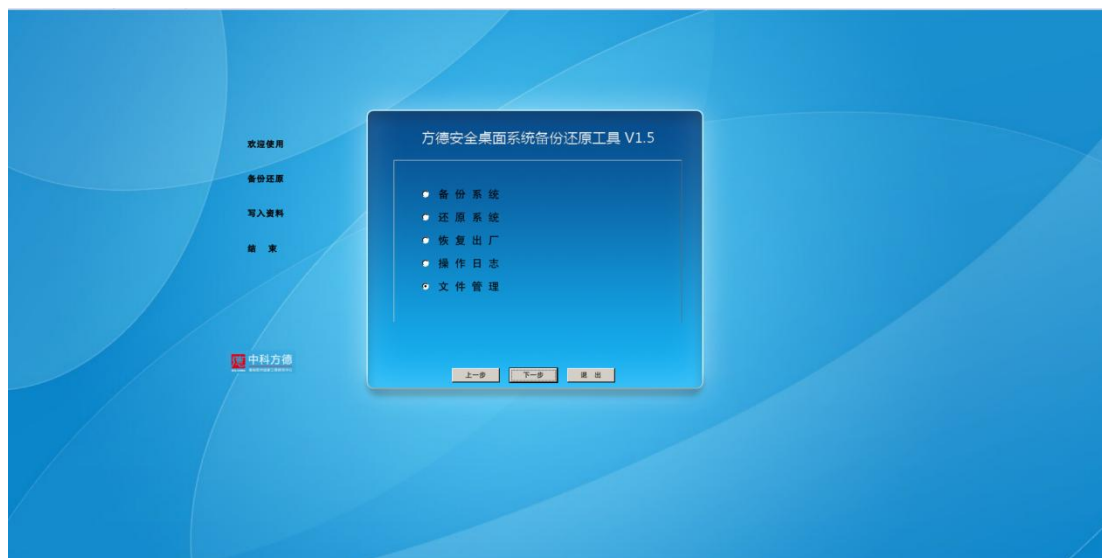 欢迎使用
备份还原
写入资料
结 束
中科方德
方德安全桌面系统备份还原工具 V1.5
备 份 系 统
还 原 系 统
恢 复 出 厂
操 作 日 志
文 件 管 理
上一步
下一步
退 出